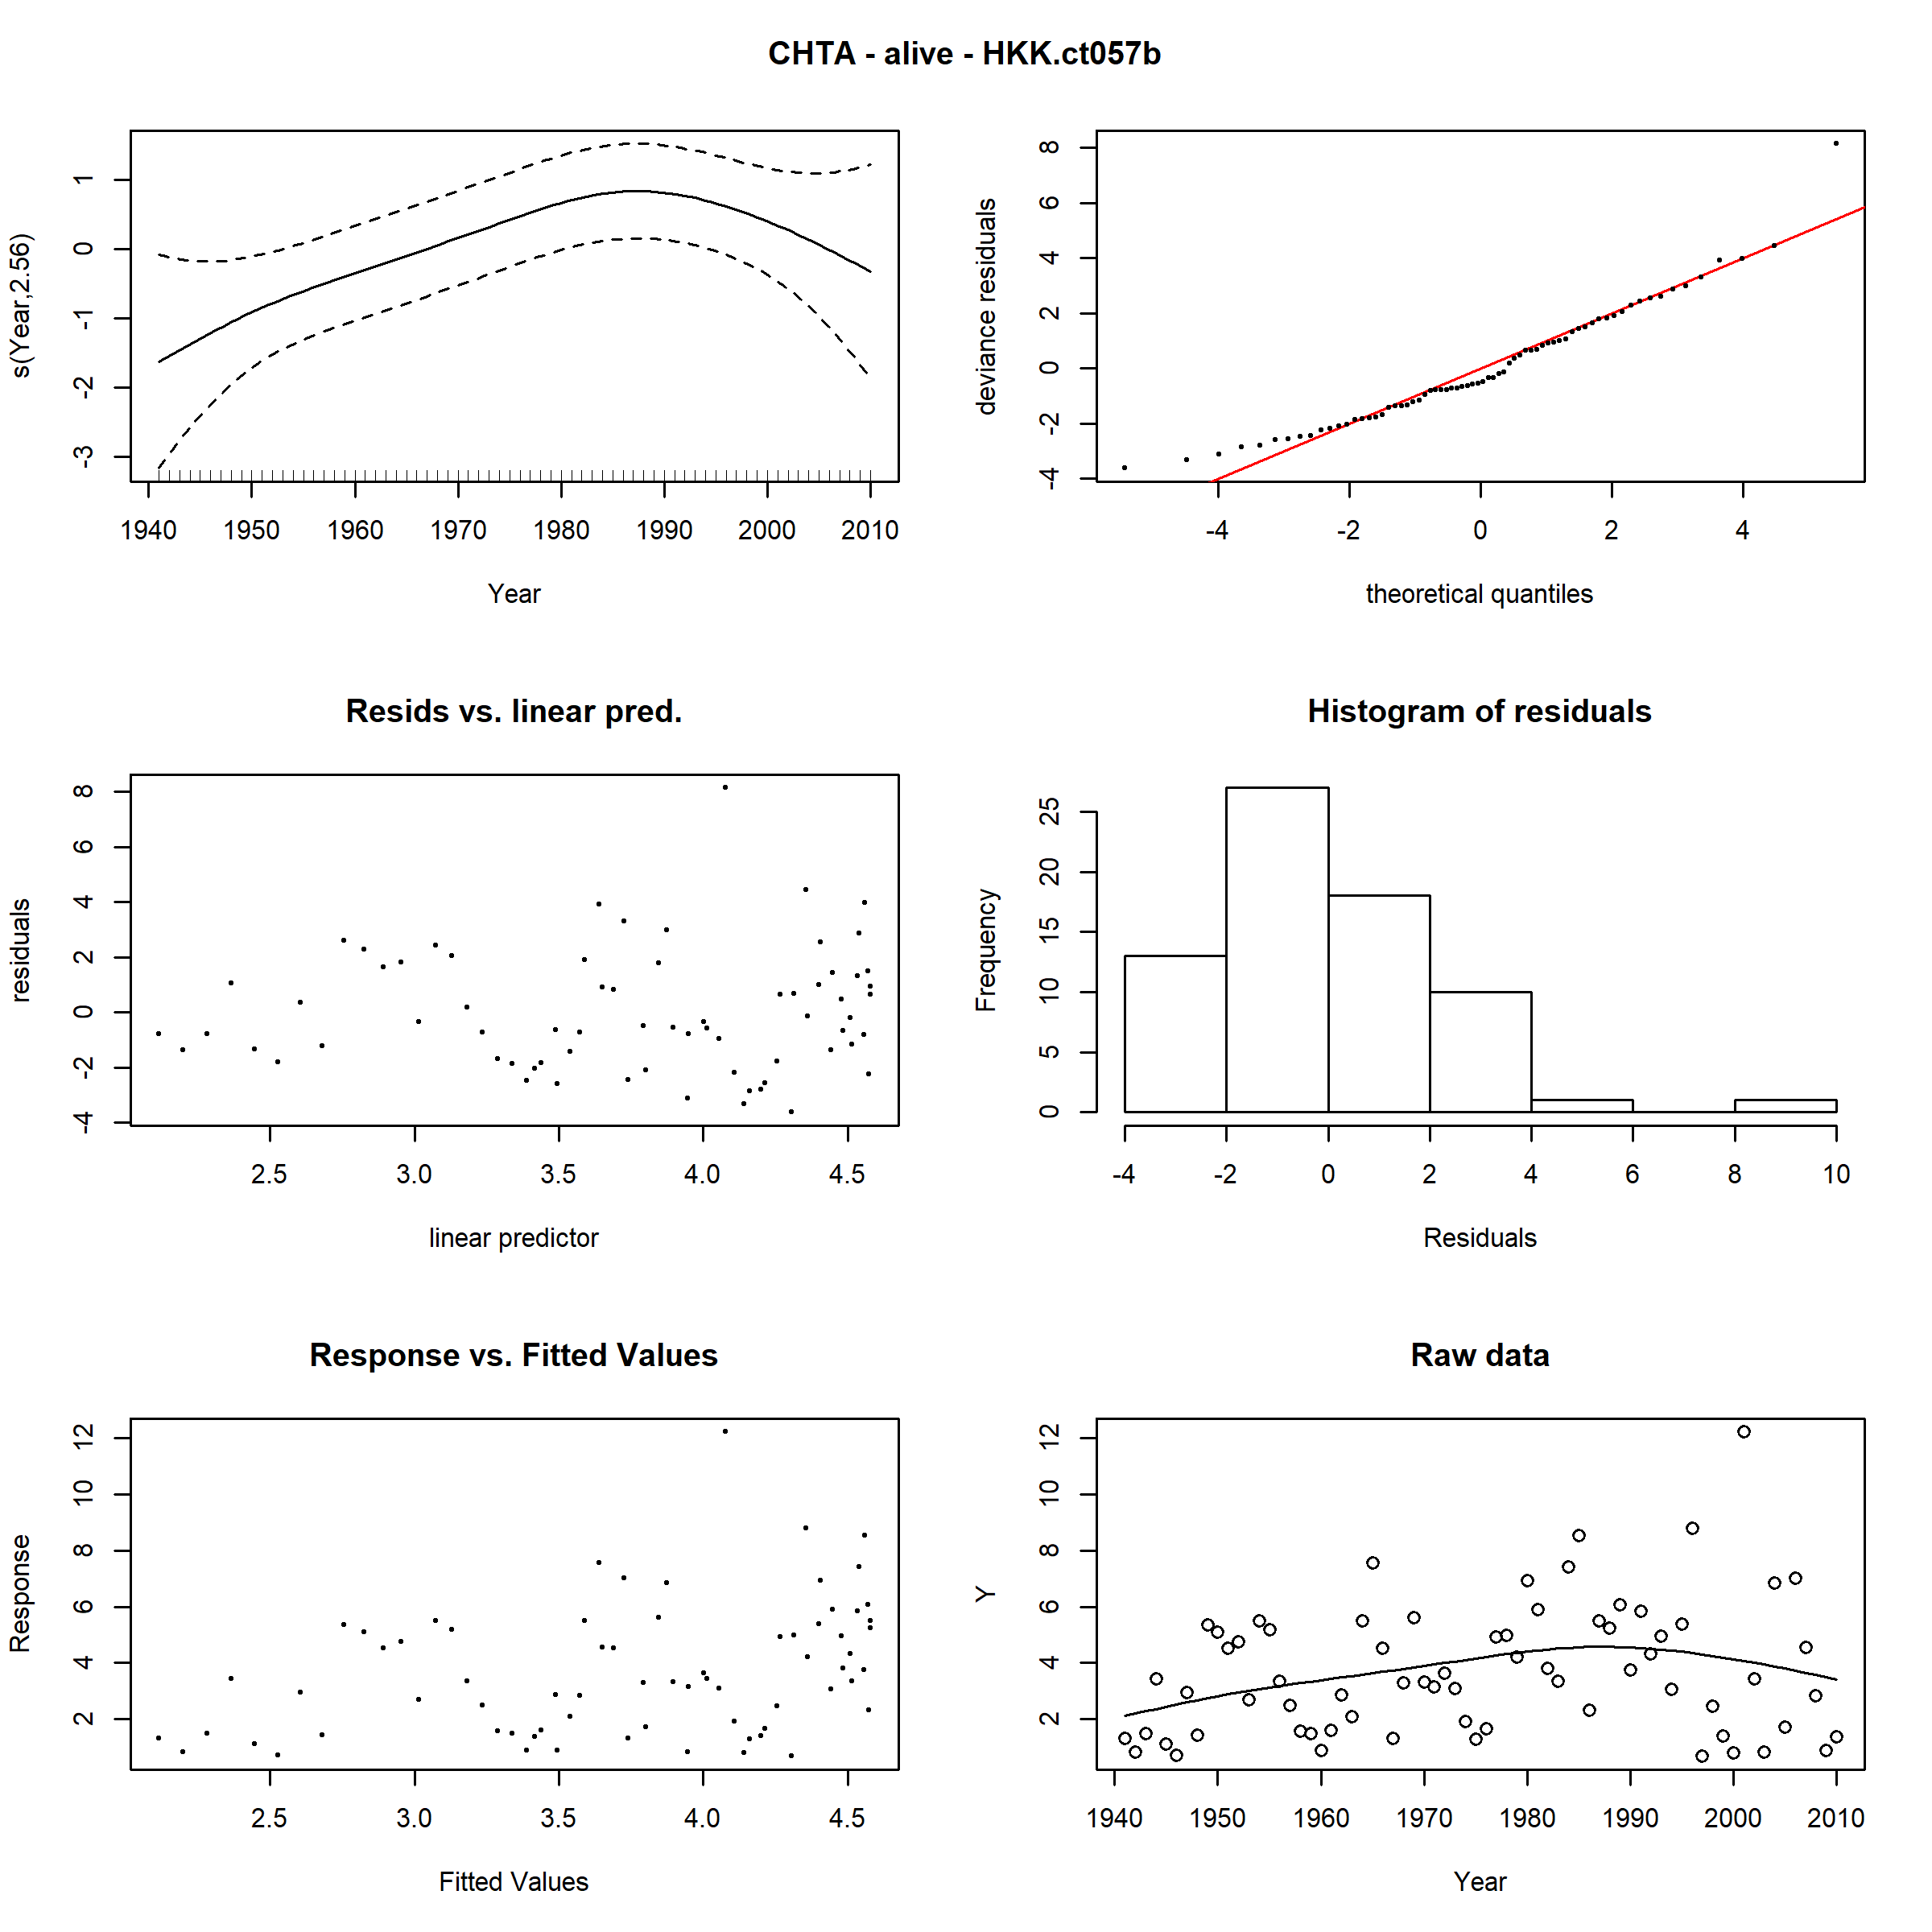 CHTA - alive - HKK.ct057b
s(Year,2.56)
-3 -2 -1 0 1
1940 1950 1960 1970 1980 1990 2000 2010
Year
deviance residuals
-4 -2 0 2 4 6 8
-4 -2 0 2 4
theoretical quantiles
Resids vs. linear pred.
residuals
-4 -2 0 2 4 6 8
2.5 3.0 3.5 4.0 4.5
linear predictor
Histogram of residuals
Frequency
0 5 10 15 20 25
-4 -2 0 2 4 6 8 10
Residuals
Response vs. Fitted Values
Response
2 4 6 8 10 12
2.5 3.0 3.5 4.0 4.5
Fitted Values
Raw data
Y
2 4 6 8 10 12
1940 1950 1960 1970 1980 1990 2000 2010
Year